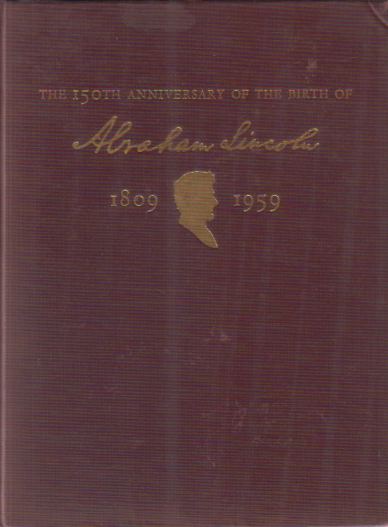 THE 150TH ANNIVERSARY OF THE BIRTH OF
Abraham Lincoln
1809 1959